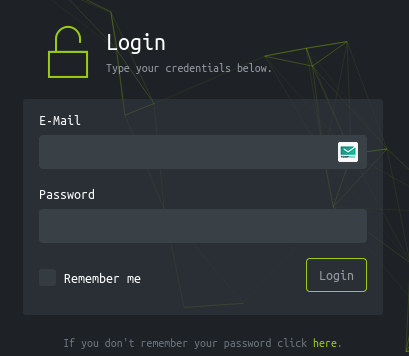 Login
Type your credentials below.
E-Mail
Password
Remember me
Login
If you don't remember your password click here.